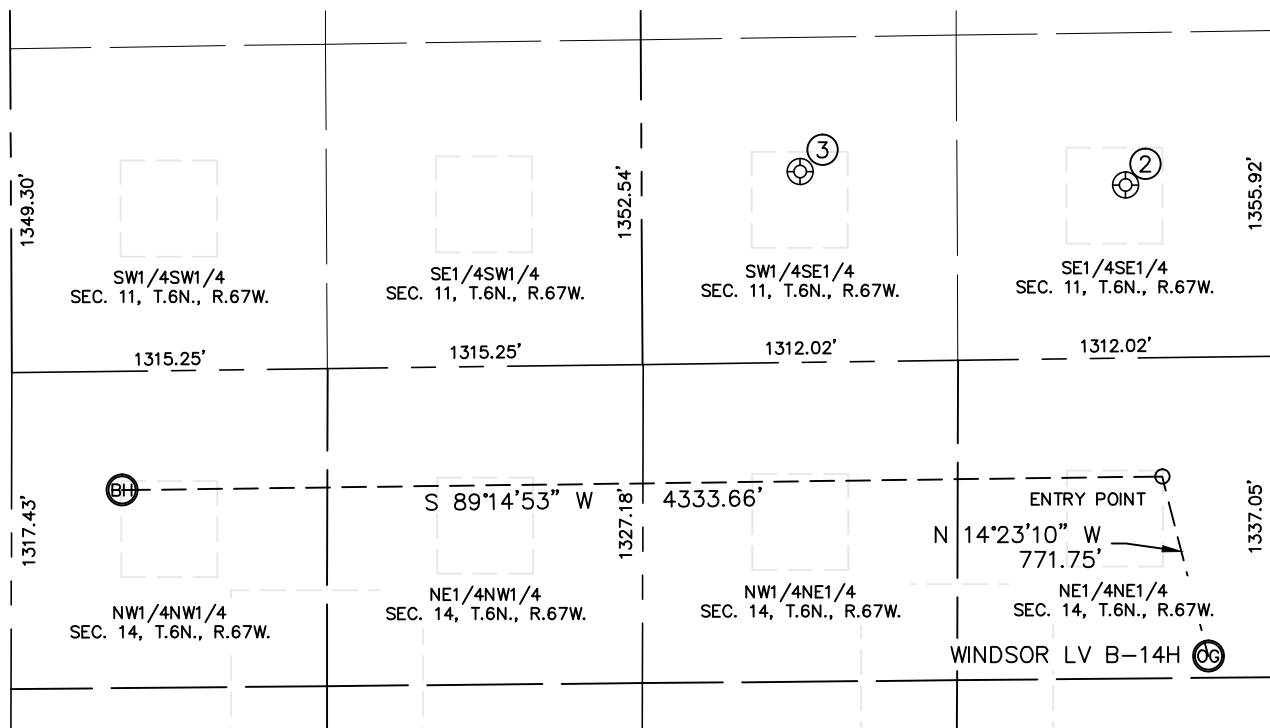 3
2
1349.30'
1352.54'
1355.92'
SW1/4SW1/4
SEC. 11, T.6N., R.67W.
SE1/4SW1/4
SEC. 11, T.6N., R.67W.
SW1/4SE1/4
SEC. 11, T.6N., R.67W.
SE1/4SE1/4
SEC. 11, T.6N., R.67W.
1315.25'
1315.25'
1312.02'
1312.02'
BH
S 89°14'53" W 4333.66'
ENTRY POINT
N 14°23'10" W
771.75'
1317.43'
1327.18'
1337.05'
NW1/4NW1/4
SEC. 14, T.6N., R.67W.
NE1/4NW1/4
SEC. 14, T.6N., R.67W.
NW1/4NE1/4
SEC. 14, T.6N., R.67W.
NE1/4NE1/4
SEC. 14, T.6N., R.67W.
WINDSOR LV B-14H OG